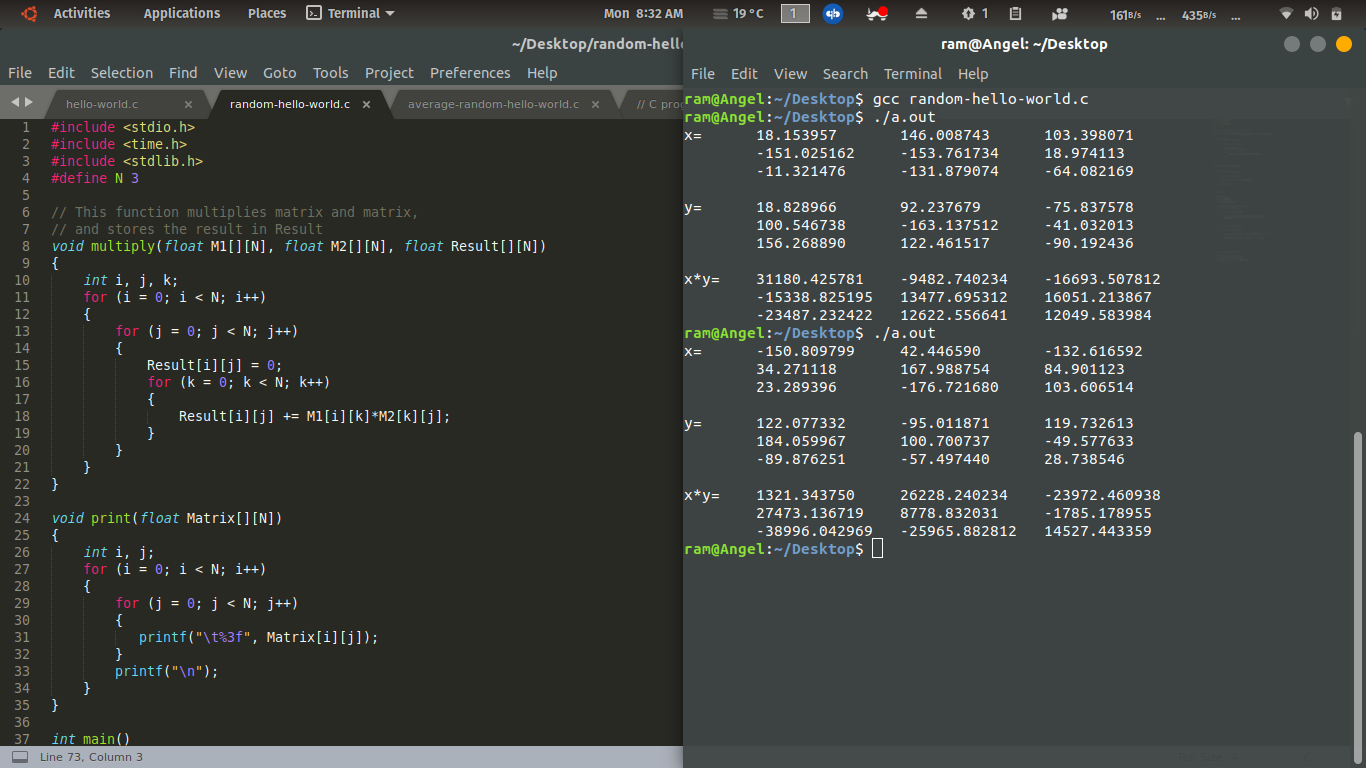 Activities Applications Places Terminal Mon 8:32 AM 19 °C 1 1 161B/s ... 435B/s ...
~/Desktop/random-hello
File Edit Selection Find View Goto Tools Project Preferences Help
hello-world.c × random-hello-world.c × average-random-hello-world.c × // C prog
1 #include <stdio.h>
2 #include <time.h>
3 #include <stdlib.h>
4 #define N 3
5
6 // This function multiplies matrix and matrix,
7 // and stores the result in Result
8 void multiply(float M1[][N], float M2[][N], float Result[][N])
9 {
10 int i, j, k;
11 for (i = 0; i < N; i++)
12 {
13 for (j = 0; j < N; j++)
14 {
15 Result[i][j] = 0;
16 for (k = 0; k < N; k++)
17 {
18 Result[i][j] += M1[i][k]*M2[k][j];
19 }
20 }
21 }
22 }
23
24 void print(float Matrix[][N])
25 {
26 int i, j;
27 for (i = 0; i < N; i++)
28 {
29 for (j = 0; j < N; j++)
30 {
31 printf("\t%3f", Matrix[i][j]);
32 }
33 printf("\n");
34 }
35 }
36
37 int main()
Line 73, Column 3
ram@Angel: ~/Desktop
File Edit View Search Terminal Help
ram@Angel:~/Desktop$ gcc random-hello-world.c
ram@Angel:~/Desktop$ ./a.out
x= 18.153957 146.008743 103.398071
-151.025162 -153.761734 18.974113
-11.321476 -131.879074 -64.082169
y= 18.828966 92.237679 -75.837578
100.546738 -163.137512 -41.032013
156.268890 122.461517 -90.192436
x*y= 31180.425781 -9482.740234 -16693.507812
-15338.825195 13477.695312 16051.213867
-23487.232422 12622.556641 12049.583984
ram@Angel:~/Desktop$ ./a.out
x= -150.809799 42.446590 -132.616592
34.271118 167.988754 84.901123
23.289396 -176.721680 103.606514
y= 122.077332 -95.011871 119.732613
184.059967 100.700737 -49.577633
-89.876251 -57.497440 28.738546
x*y= 1321.343750 26228.240234 -23972.460938
27473.136719 8778.832031 -1785.178955
-38996.042969 -25965.882812 14527.443359
ram@Angel:~/Desktop$